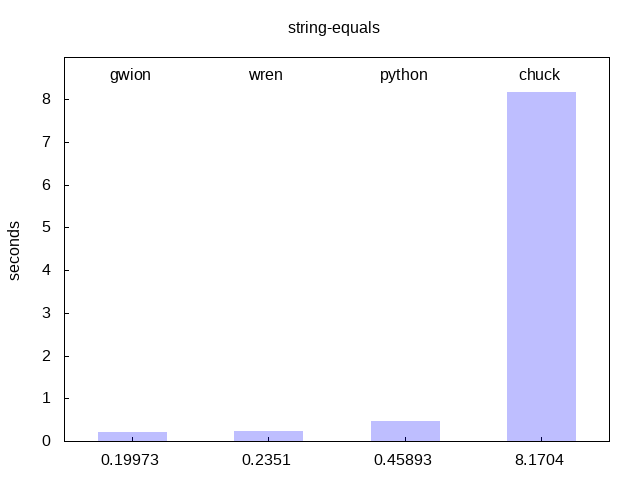 string-equals
gwion wren python chuck
8
7
6
5
4
3
2
1
0
seconds
0.19973 0.2351 0.45893 8.1704